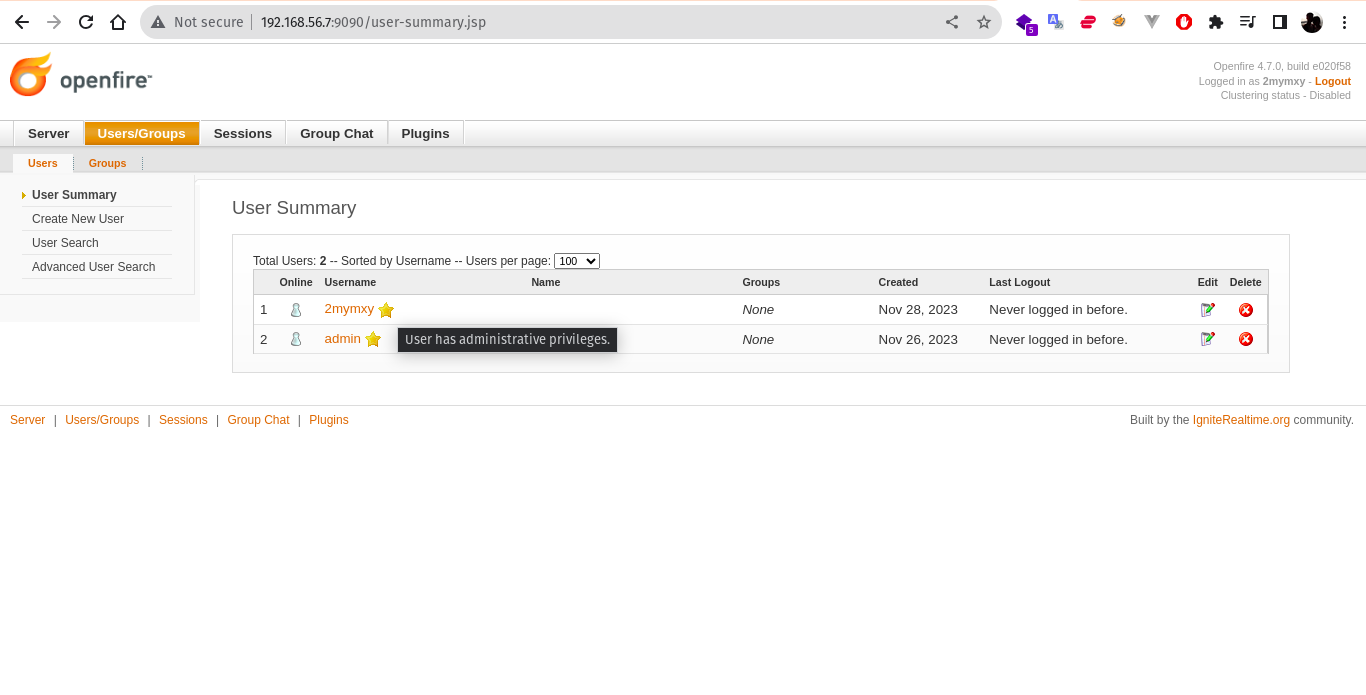 Not secure | 192.168.56.7:9090/user-summary.jsp
5
A
openfire™
Openfire 4.7.0, build e020f58
Logged in as 2mymxy - Logout
Clustering status - Disabled
Server Users/Groups Sessions Group Chat Plugins
Users Groups
User Summary
Create New User
User Search
Advanced User Search
User Summary
Total Users: 2 -- Sorted by Username -- Users per page: 100
Online Username Name Groups Created Last Logout Edit Delete
1 2mymxy None Nov 28, 2023 Never logged in before.
2 admin None Nov 26, 2023 Never logged in before.
User has administrative privileges.
Server | Users/Groups | Sessions | Group Chat | Plugins
Built by the IgniteRealtime.org community.